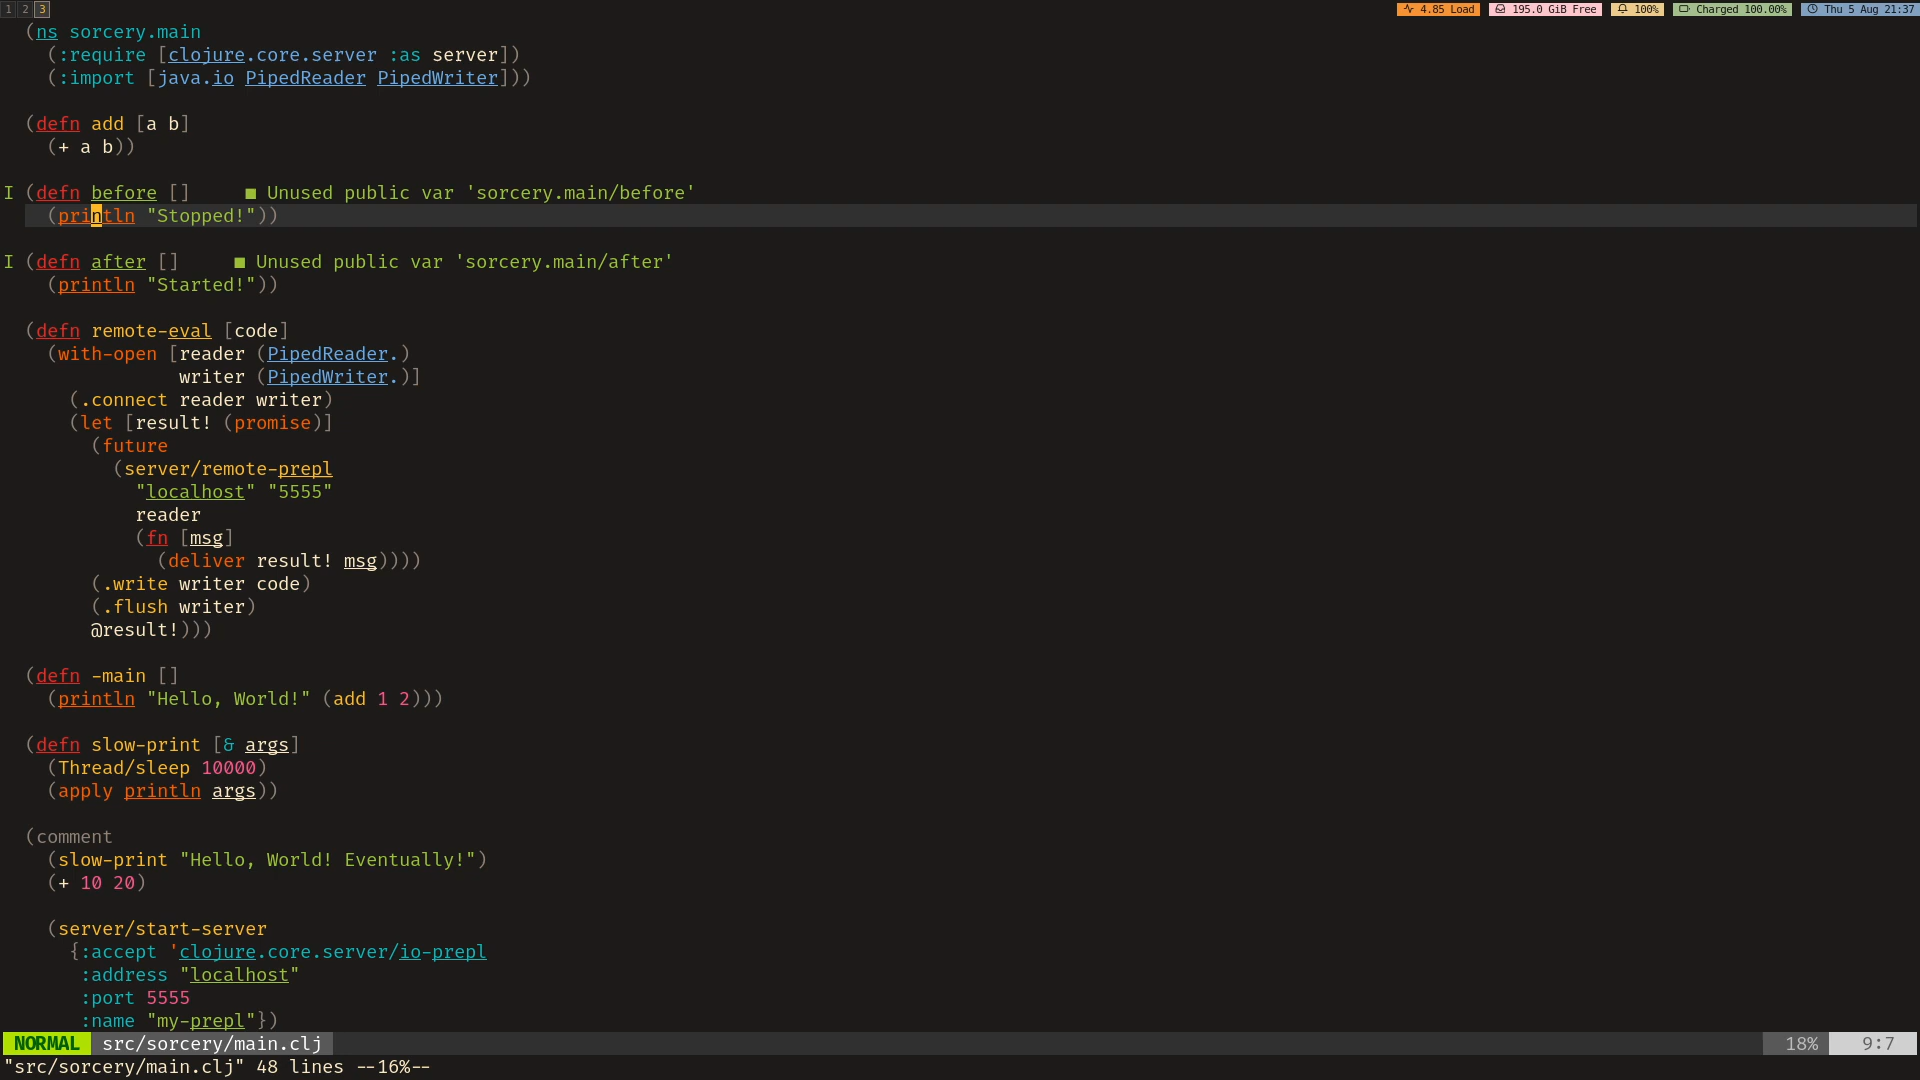 1 2 3 4.85 Load 195.0 GiB Free 100% Charged 100.00% Thu 5 Aug 21:37
(ns sorcery.main
  (:require [clojure.core.server :as server])
  (:import [java.io PipedReader PipedWriter]))
(defn add [a b]
  (+ a b))
I (defn before []     ■ Unused public var 'sorcery.main/before'
  (println "Stopped!"))
I (defn after []     ■ Unused public var 'sorcery.main/after'
  (println "Started!"))
(defn remote-eval [code]
  (with-open [reader (PipedReader.)
              writer (PipedWriter.)]
    (.connect reader writer)
    (let [result! (promise)]
      (future
        (server/remote-prepl
          "localhost" "5555"
          reader
          (fn [msg]
            (deliver result! msg))))
      (.write writer code)
      (.flush writer)
      @result!)))
(defn -main []
  (println "Hello, World!" (add 1 2)))
(defn slow-print [& args]
  (Thread/sleep 10000)
  (apply println args))
(comment
  (slow-print "Hello, World! Eventually!")
  (+ 10 20)
  (server/start-server
    {:accept 'clojure.core.server/io-prepl
     :address "localhost"
     :port 5555
     :name "my-prepl"})
NORMAL src/sorcery/main.clj 18% 9:7
"src/sorcery/main.clj" 48 lines --16%--